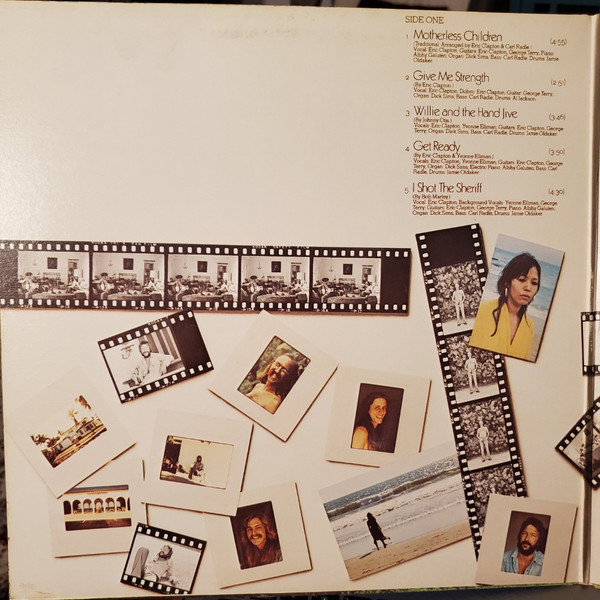 SIDE ONE
1 Motherless Children (4:55)
(Traditional. Arranged by Eric Clapton & Carl Radle.)
Vocal: Eric Clapton, Guitars: Eric Clapton, George Terry, Piano:
Albhy Galuten, Organ: Dick Sims, Bass: Carl Radle, Drums: Jamie
Oldaker
2 Give Me Strength (2:51)
(By Eric Clapton)
Vocal: Eric Clapton, Dobro: Eric Clapton, Guitar: George Terry,
Organ: Dick Sims, Bass: Carl Radle, Drums: Al Jackson.
3 Willie and the Hand Jive (3:46)
(By Johnny Otis.)
Vocals: Eric Clapton, Yvonne Elliman, Guitars: Eric Clapton, George
Terry, Organ: Dick Sims, Bass: Carl Radle, Drums: Jamie Oldaker
4 Get Ready (3:50)
(By Eric Clapton & Yvonne Elliman.)
Vocals: Eric Clapton, Yvonne Elliman, Guitars: Eric Clapton, George
Terry, Organ: Dick Sims, Electric Piano: Albhy Galuten, Bass: Carl
Radle, Drums: Jamie Oldaker
5 I Shot The Sheriff (4:30)
(By Bob Marley.)
Vocal: Eric Clapton, Background Vocals: Yvonne Elliman, George
Terry, Guitars: Eric Clapton, George Terry, Piano: Albhy Galuten,
Organ: Dick Sims, Bass: Carl Radle, Drums: Jamie Oldaker